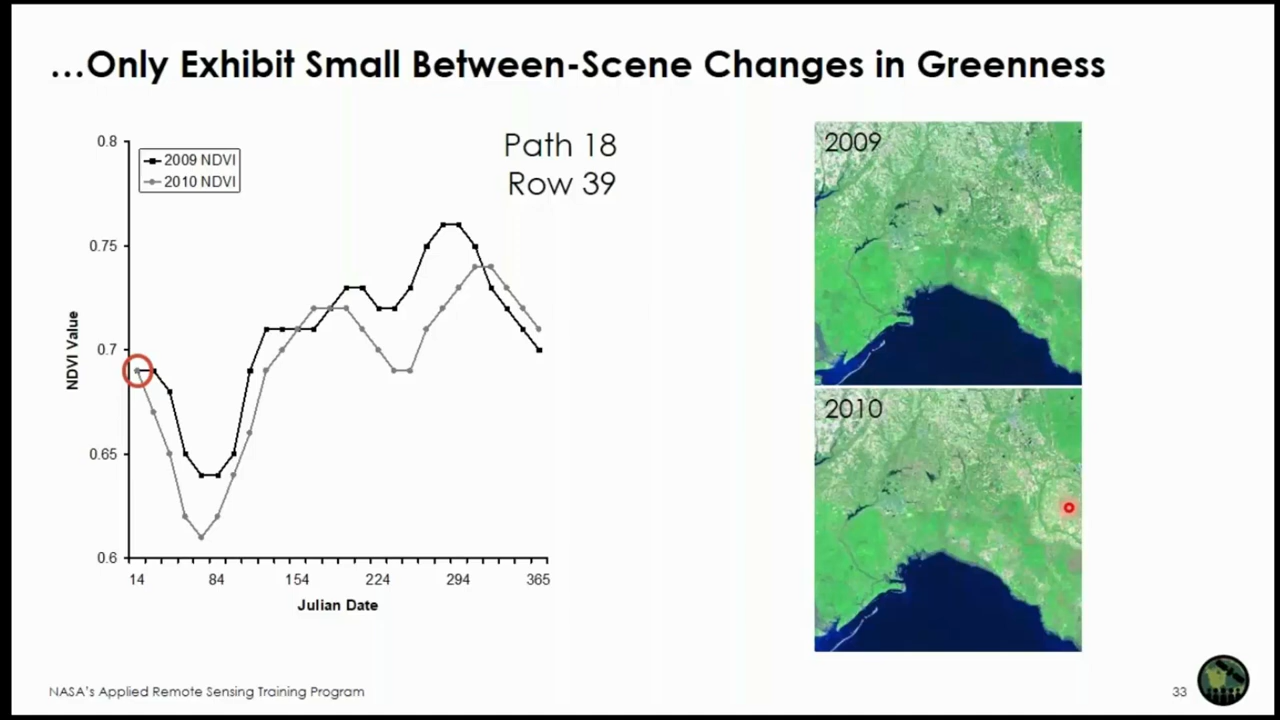 ...Only Exhibit Small Between-Scene Changes in Greenness
0.8
2009 NDVI
2010 NDVI
Path 18
Row 39
0.75
0.7
0.65
0.6
NDVI Value
14 84 154 224 294 365
Julian Date
2009
2010
NASA's Applied Remote Sensing Training Program
33